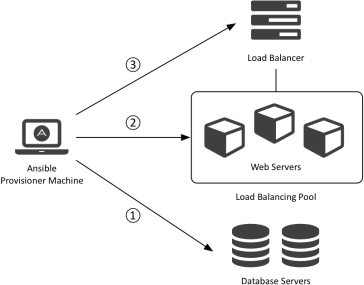 Load Balancer
③
②
Web Servers
Ansible
Provisioner Machine
Load Balancing Pool
①
Database Servers